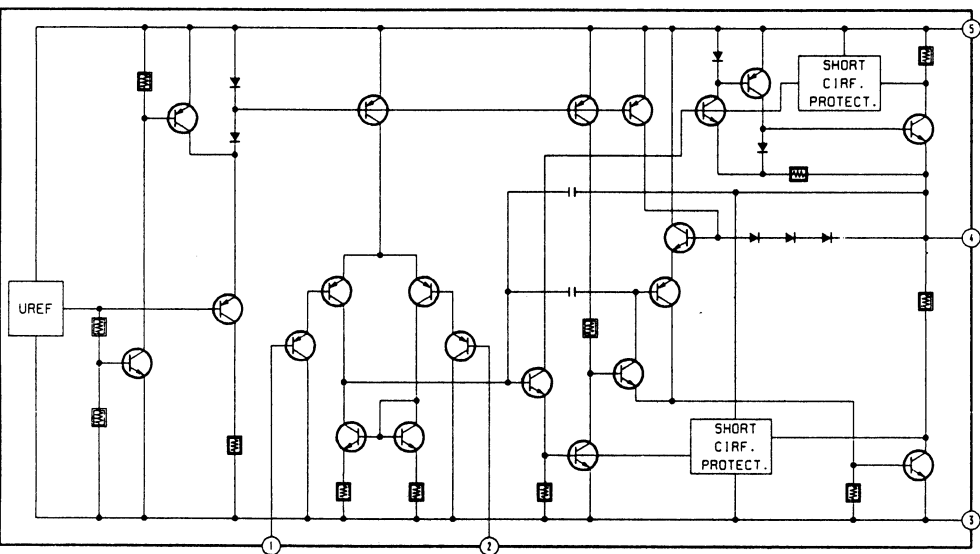 5
SHORT
CIRF.
PROTECT.
4
UREF
SHORT
CIRF.
PROTECT.
3
1
2